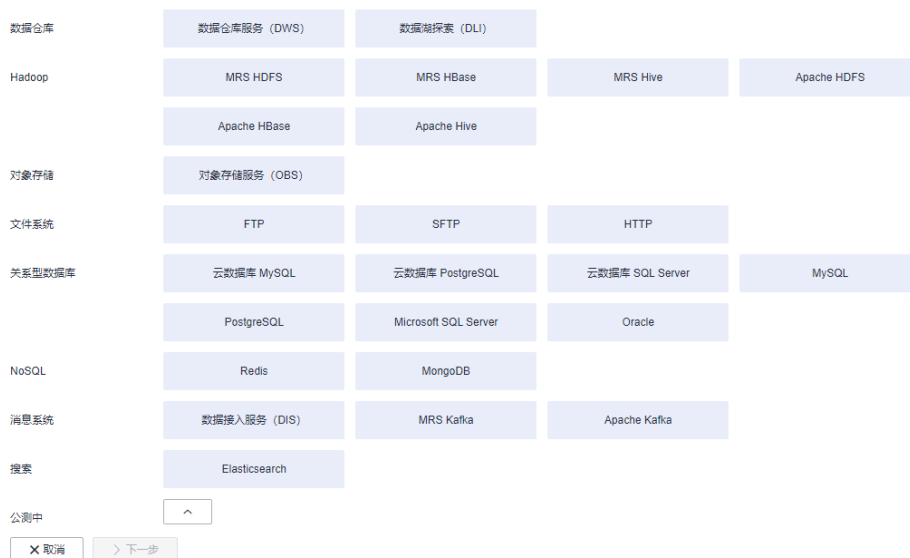 数据仓库 数据仓库服务（DWS） 数据湖探索（DLI）
Hadoop MRS HDFS MRS HBase MRS Hive Apache HDFS
Apache HBase Apache Hive
对象存储 对象存储服务（OBS）
文件系统 FTP SFTP HTTP
关系型数据库 云数据库 MySQL 云数据库 PostgreSQL 云数据库 SQL Server MySQL
PostgreSQL Microsoft SQL Server Oracle
NoSQL Redis MongoDB
消息系统 数据接入服务（DIS） MRS Kafka Apache Kafka
搜索 Elasticsearch
公测中
取消 下一步